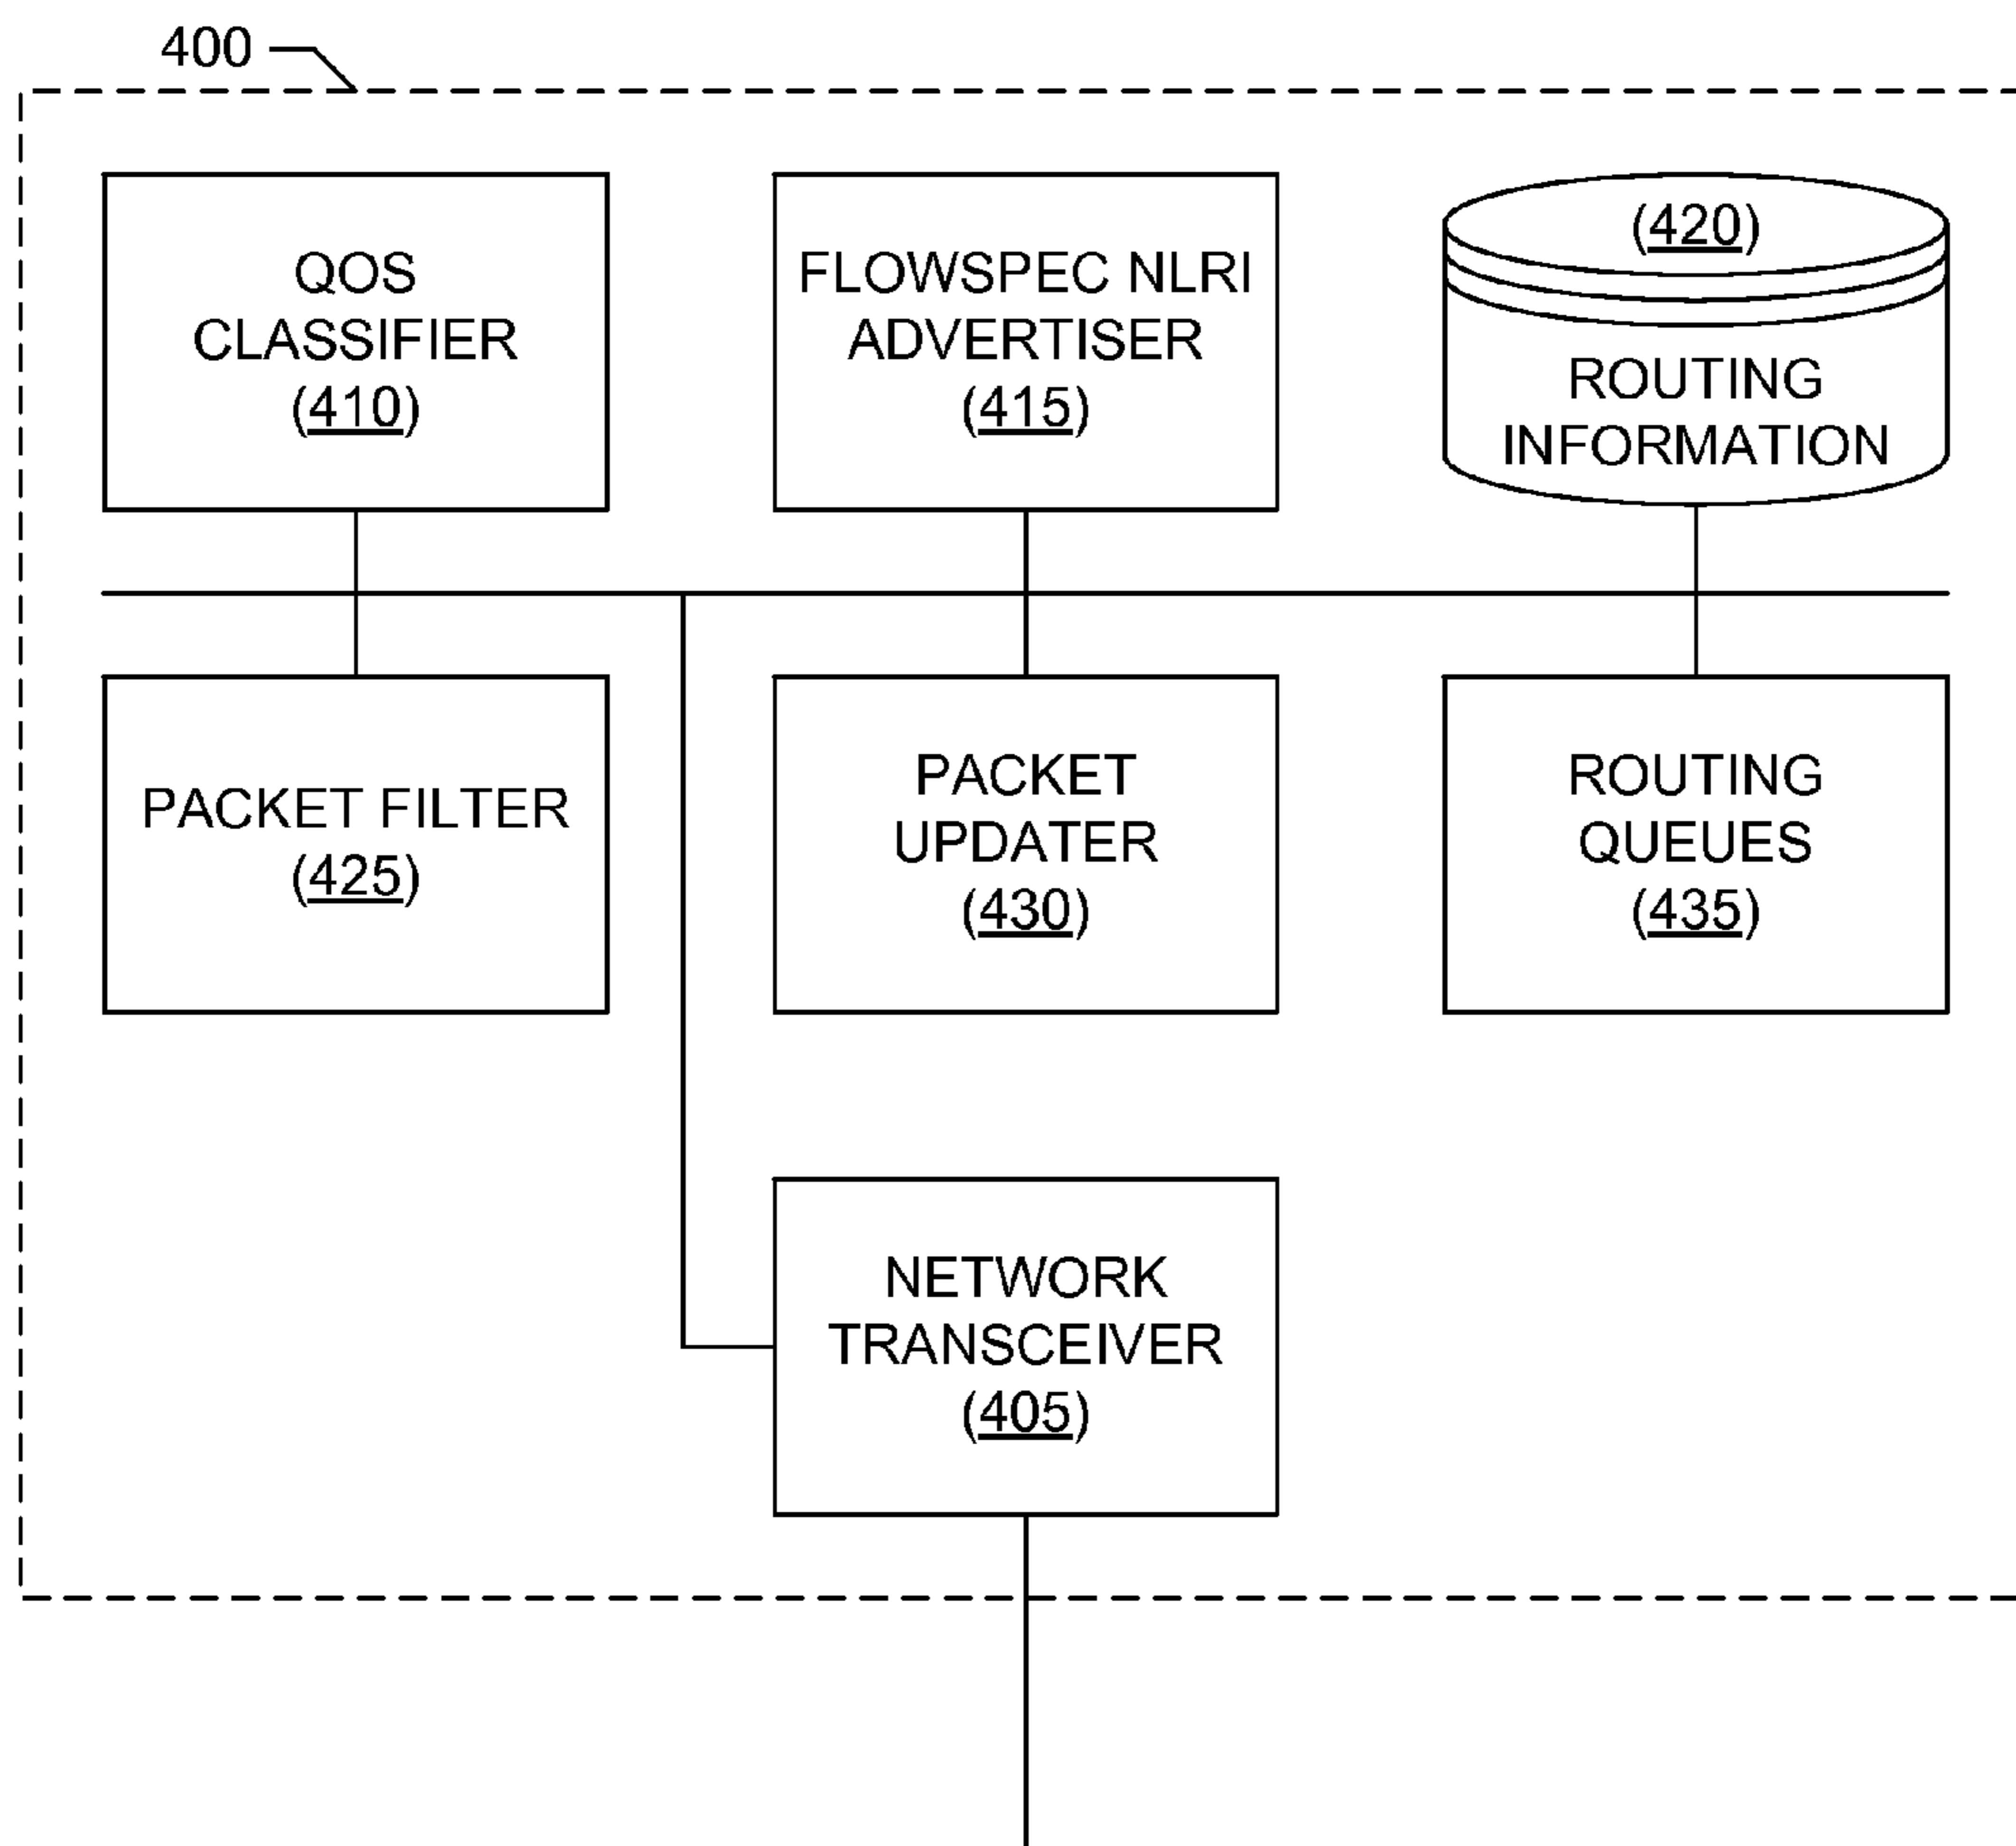 400
QOS
CLASSIFIER
(410)
FLOWSPEC NLRI
ADVERTISER
(415)
(420)
ROUTING
INFORMATION
PACKET FILTER
(425)
PACKET
UPDATER
(430)
ROUTING
QUEUES
(435)
NETWORK
TRANSCEIVER
(405)